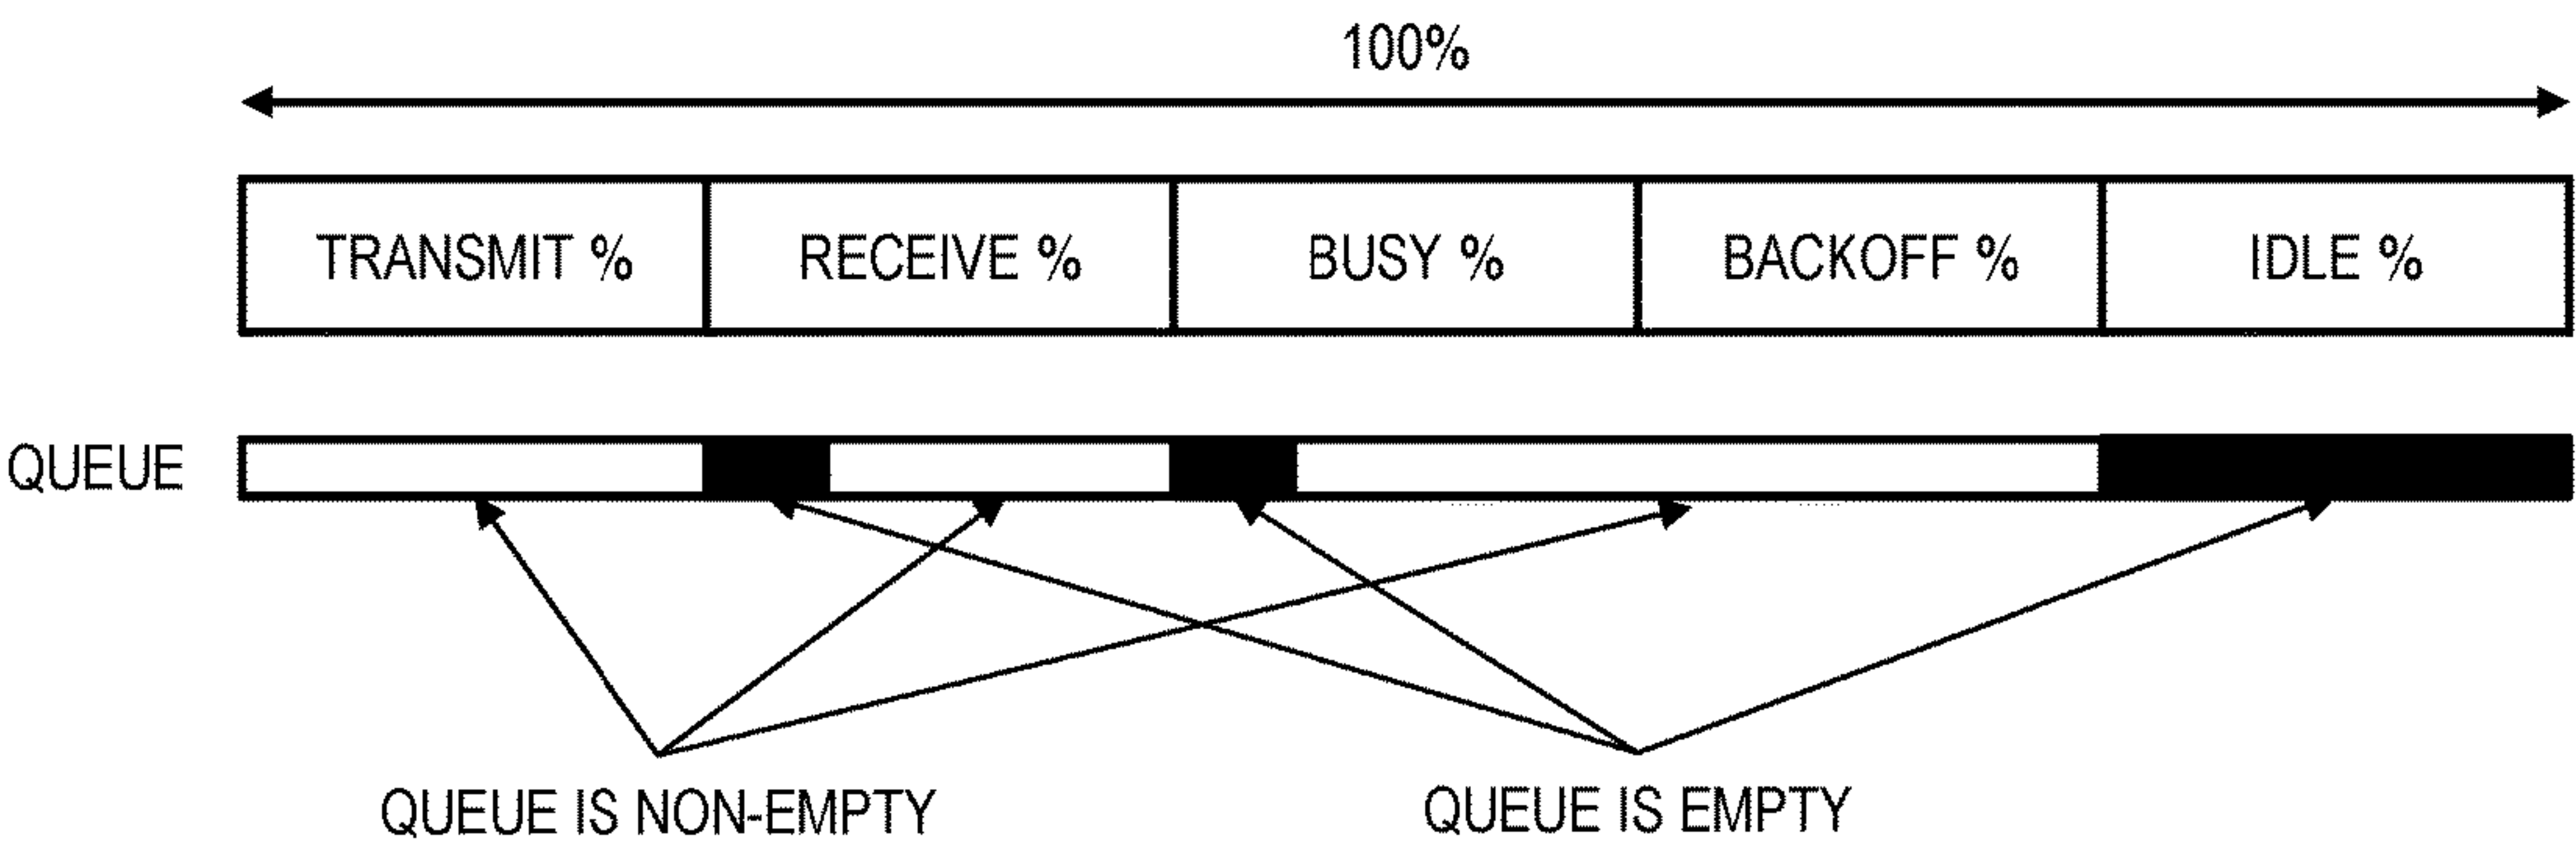 100%
TRANSMIT % RECEIVE % BUSY % BACKOFF % IDLE %
QUEUE
QUEUE IS NON-EMPTY QUEUE IS EMPTY